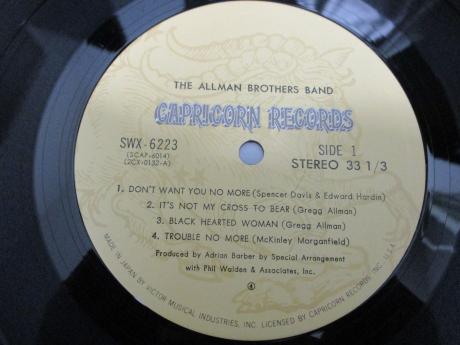 THE ALLMAN BROTHERS BAND
CAPRICORN RECORDS
SWX-6223
(SCAP-6014)
(2CX-0132-A)
SIDE 1
STEREO 33 1/3
1. DON'T WANT YOU NO MORE (Spencer Davis & Edward Hardin)
2. IT'S NOT MY CROSS TO BEAR (Gregg Allman)
3. BLACK HEARTED WOMAN (Gregg Allman)
4. TROUBLE NO MORE (McKinley Morganfield)
Produced by Adrian Barber by Special Arrangement
with Phil Walden & Associates, Inc.
④
MADE IN JAPAN BY VICTOR MUSICAL INDUSTRIES, INC. LICENSED BY CAPRICORN RECORDS, INC. U.S.A.